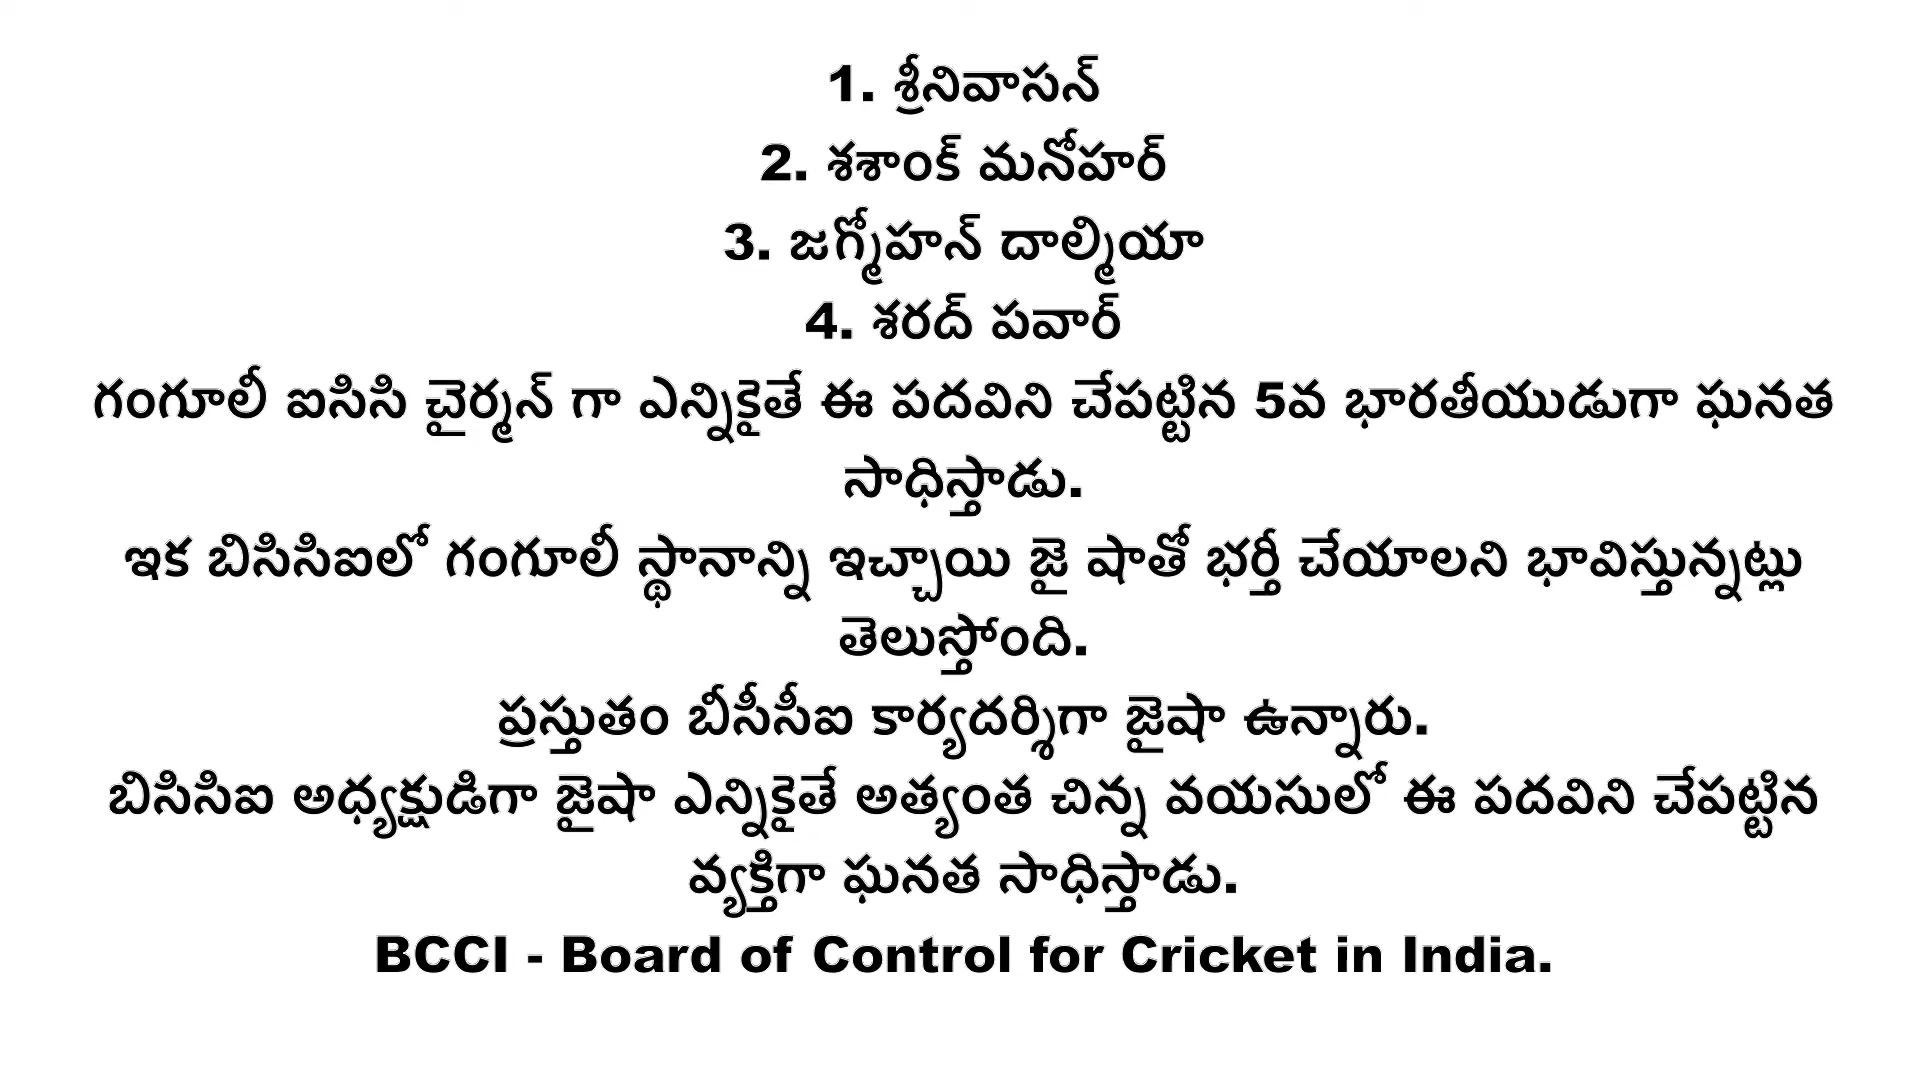 1. శ్రీనివాసన్
2. శశాంక్ మనోహర్
3. జగ్మోహన్ దాల్మియా
4. శరద్ పవార్
గంగూలీ ఐసిసి చైర్మన్ గా ఎన్నికైతే ఈ పదవిని చేపట్టిన 5వ భారతీయుడుగా ఘనత
సాధిస్తాడు.
ఇక బిసిసిఐలో గంగూలీ స్థానాన్ని ఇచ్చాయి జై షాతో భర్తీ చేయాలని భావిస్తున్నట్లు
తెలుస్తోంది.
ప్రస్తుతం బీసీసీఐ కార్యదర్శిగా జైషా ఉన్నారు.
బిసిసిఐ అధ్యక్షుడిగా జైషా ఎన్నికైతే అత్యంత చిన్న వయసులో ఈ పదవిని చేపట్టిన
వ్యక్తిగా ఘనత సాధిస్తాడు.
BCCI - Board of Control for Cricket in India.